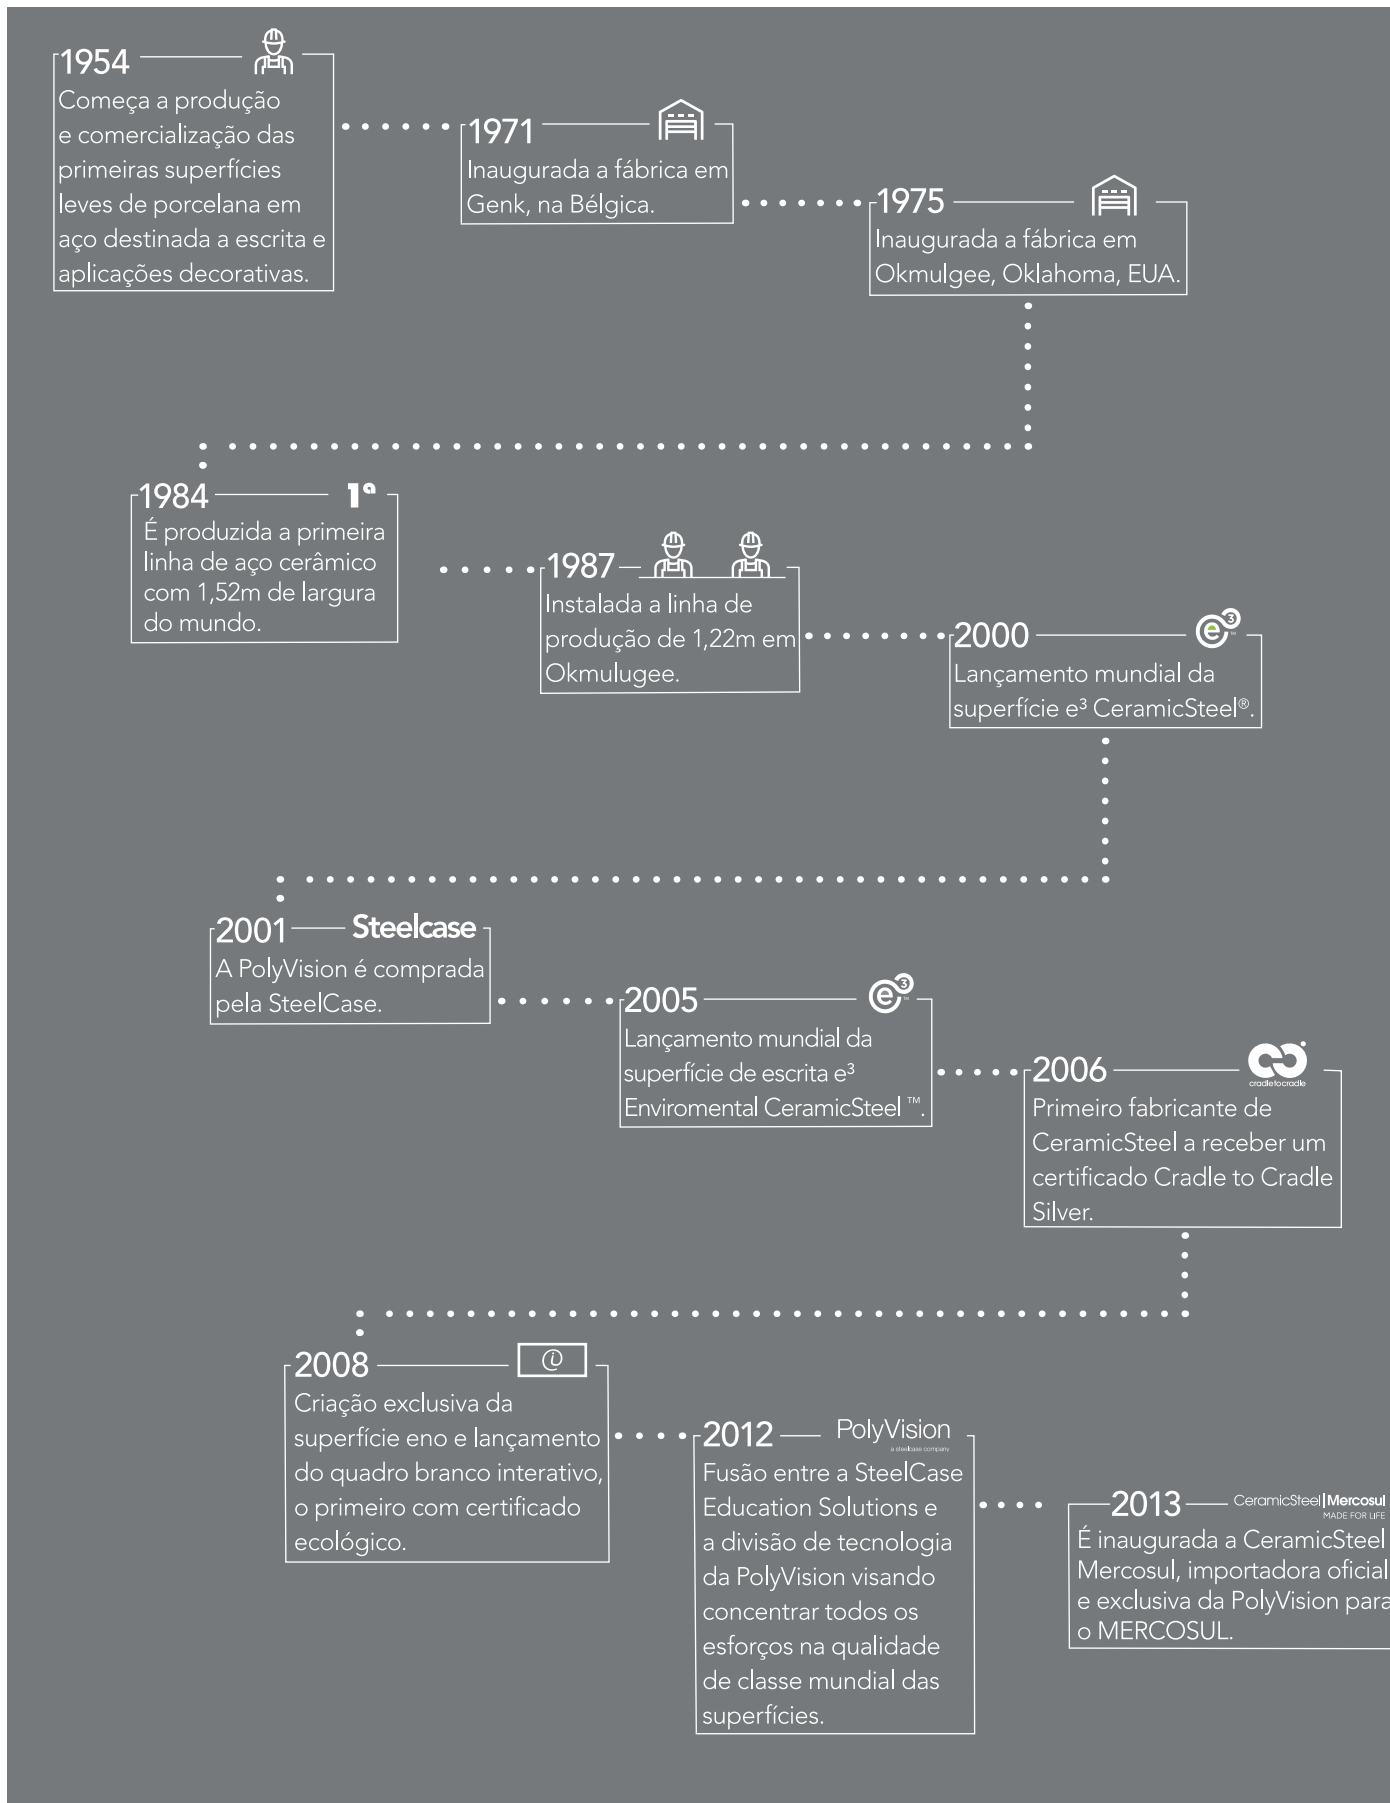 1954
Começa a produção
e comercialização das
primeiras superfícies
leves de porcelana em
aço destinada a escrita e
aplicações decorativas.
1971
Inaugurada a fábrica em
Genk, na Bélgica.
1975
Inaugurada a fábrica em
Okmulgee, Oklahoma, EUA.
1984 1ª
É produzida a primeira
linha de aço cerâmico
com 1,52m de largura
do mundo.
1987
Instalada a linha de
produção de 1,22m em
Okmulugee.
2000 e³™
Lançamento mundial da
superfície e³ CeramicSteel®.
2001 Steelcase
A PolyVision é comprada
pela SteelCase.
2005 e³™
Lançamento mundial da
superfície de escrita e³
Enviromental CeramicSteel ™.
2006
cradletocradle
Primeiro fabricante de
CeramicSteel a receber um
certificado Cradle to Cradle
Silver.
2008 i
Criação exclusiva da
superfície eno e lançamento
do quadro branco interativo,
o primeiro com certificado
ecológico.
2012 PolyVision
a steelcase company
Fusão entre a SteelCase
Education Solutions e
a divisão de tecnologia
da PolyVision visando
concentrar todos os
esforços na qualidade
de classe mundial das
superfícies.
2013 CeramicSteel|Mercosul
MADE FOR LIFE
É inaugurada a CeramicSteel
Mercosul, importadora oficial
e exclusiva da PolyVision para
o MERCOSUL.